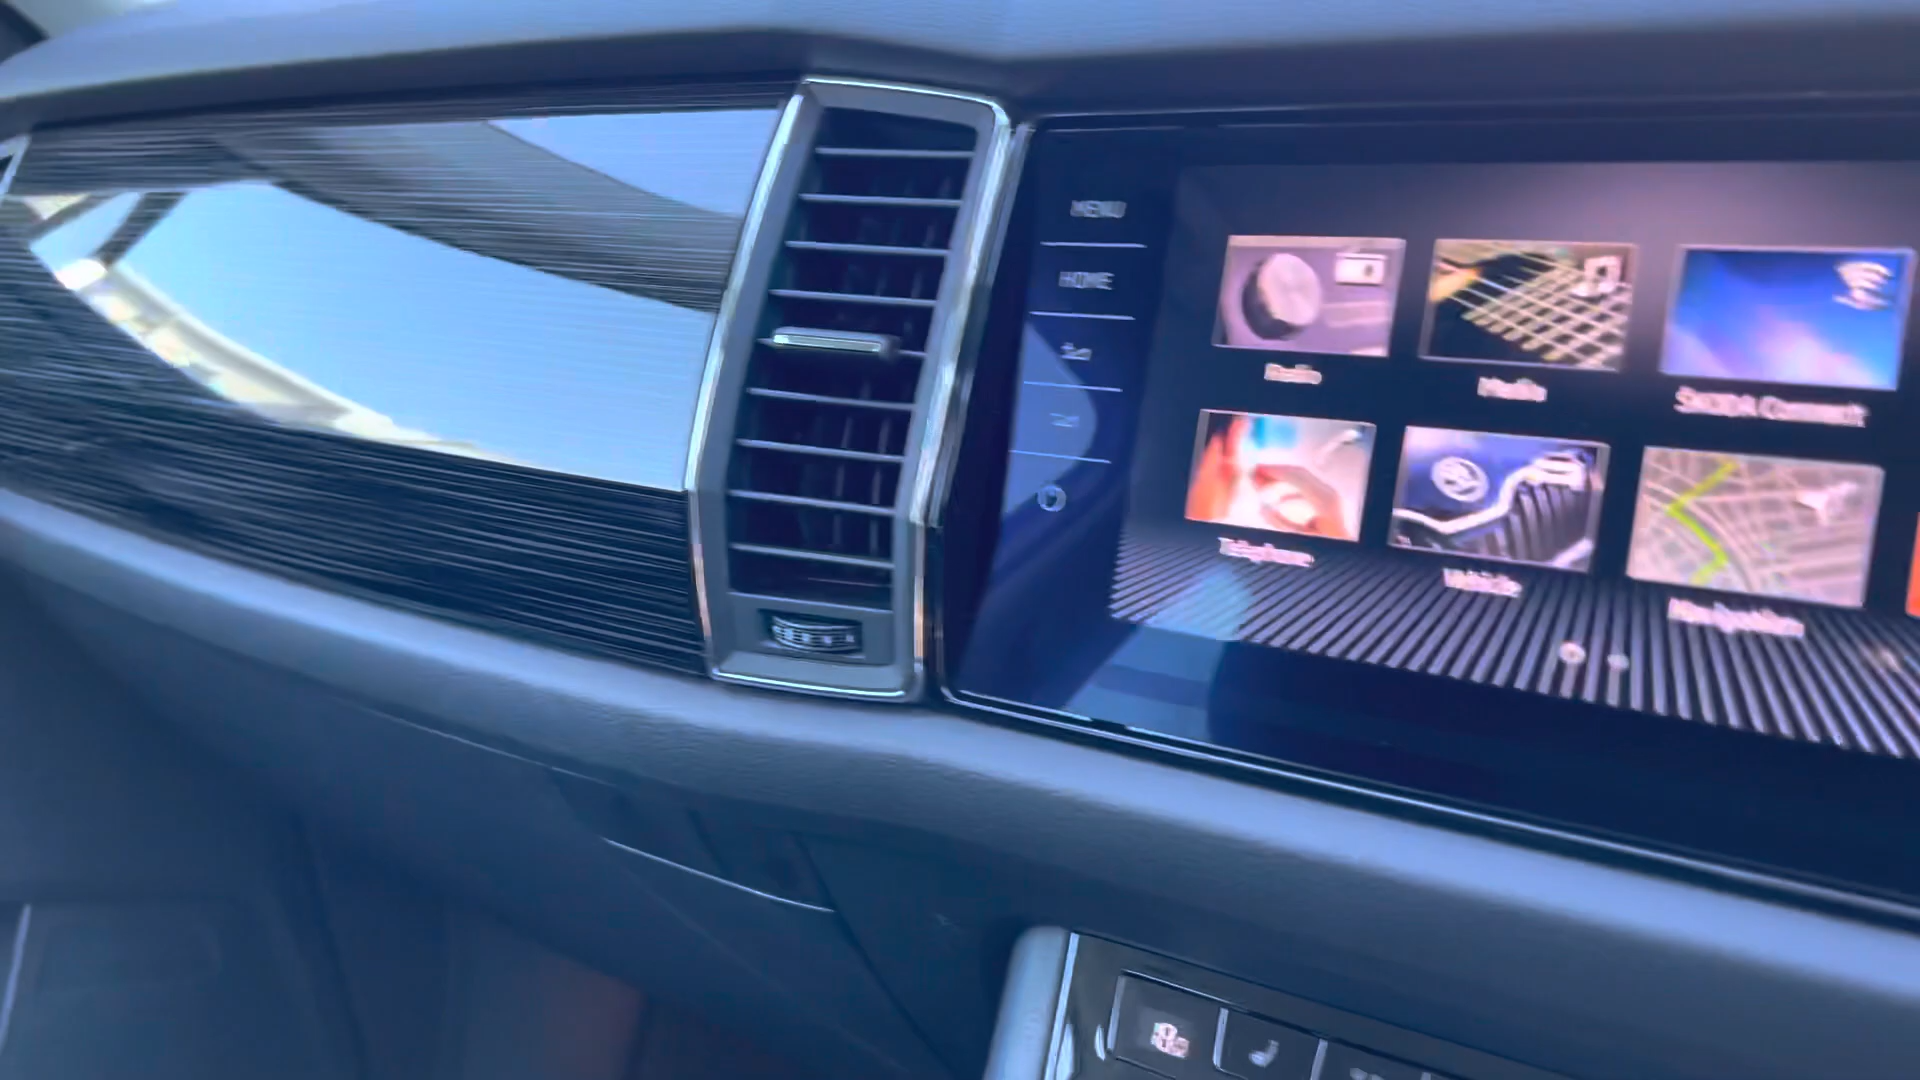 MENU
HOME
Radio
Media
SKODA Connect
Telephone
Vehicle
Navigation